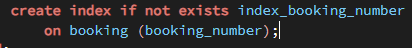 create index if not exists index_booking_number
on booking (booking_number);